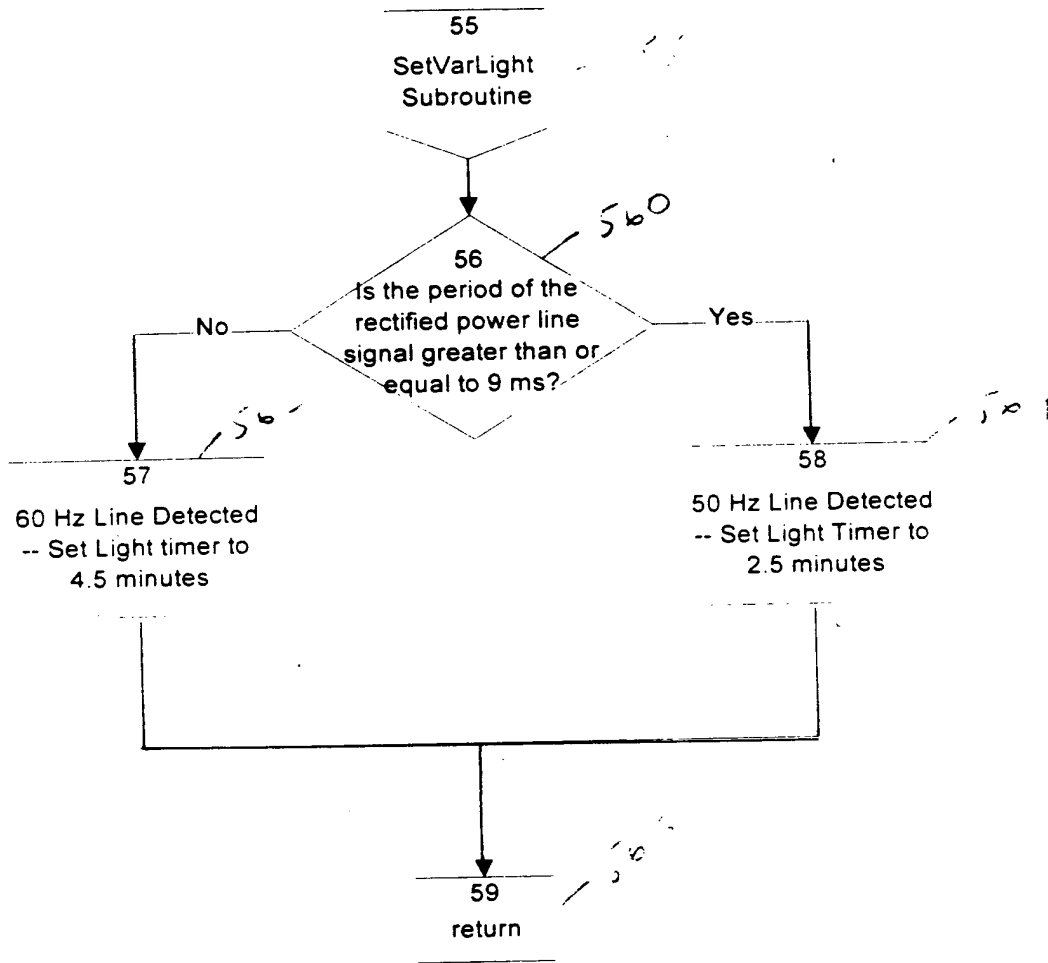 55
SetVarLight
Subroutine
560
56
Is the period of the
rectified power line
signal greater than or
equal to 9 ms?
No
Yes
57
60 Hz Line Detected
-- Set Light timer to
4.5 minutes
58
50 Hz Line Detected
-- Set Light Timer to
2.5 minutes
59
return